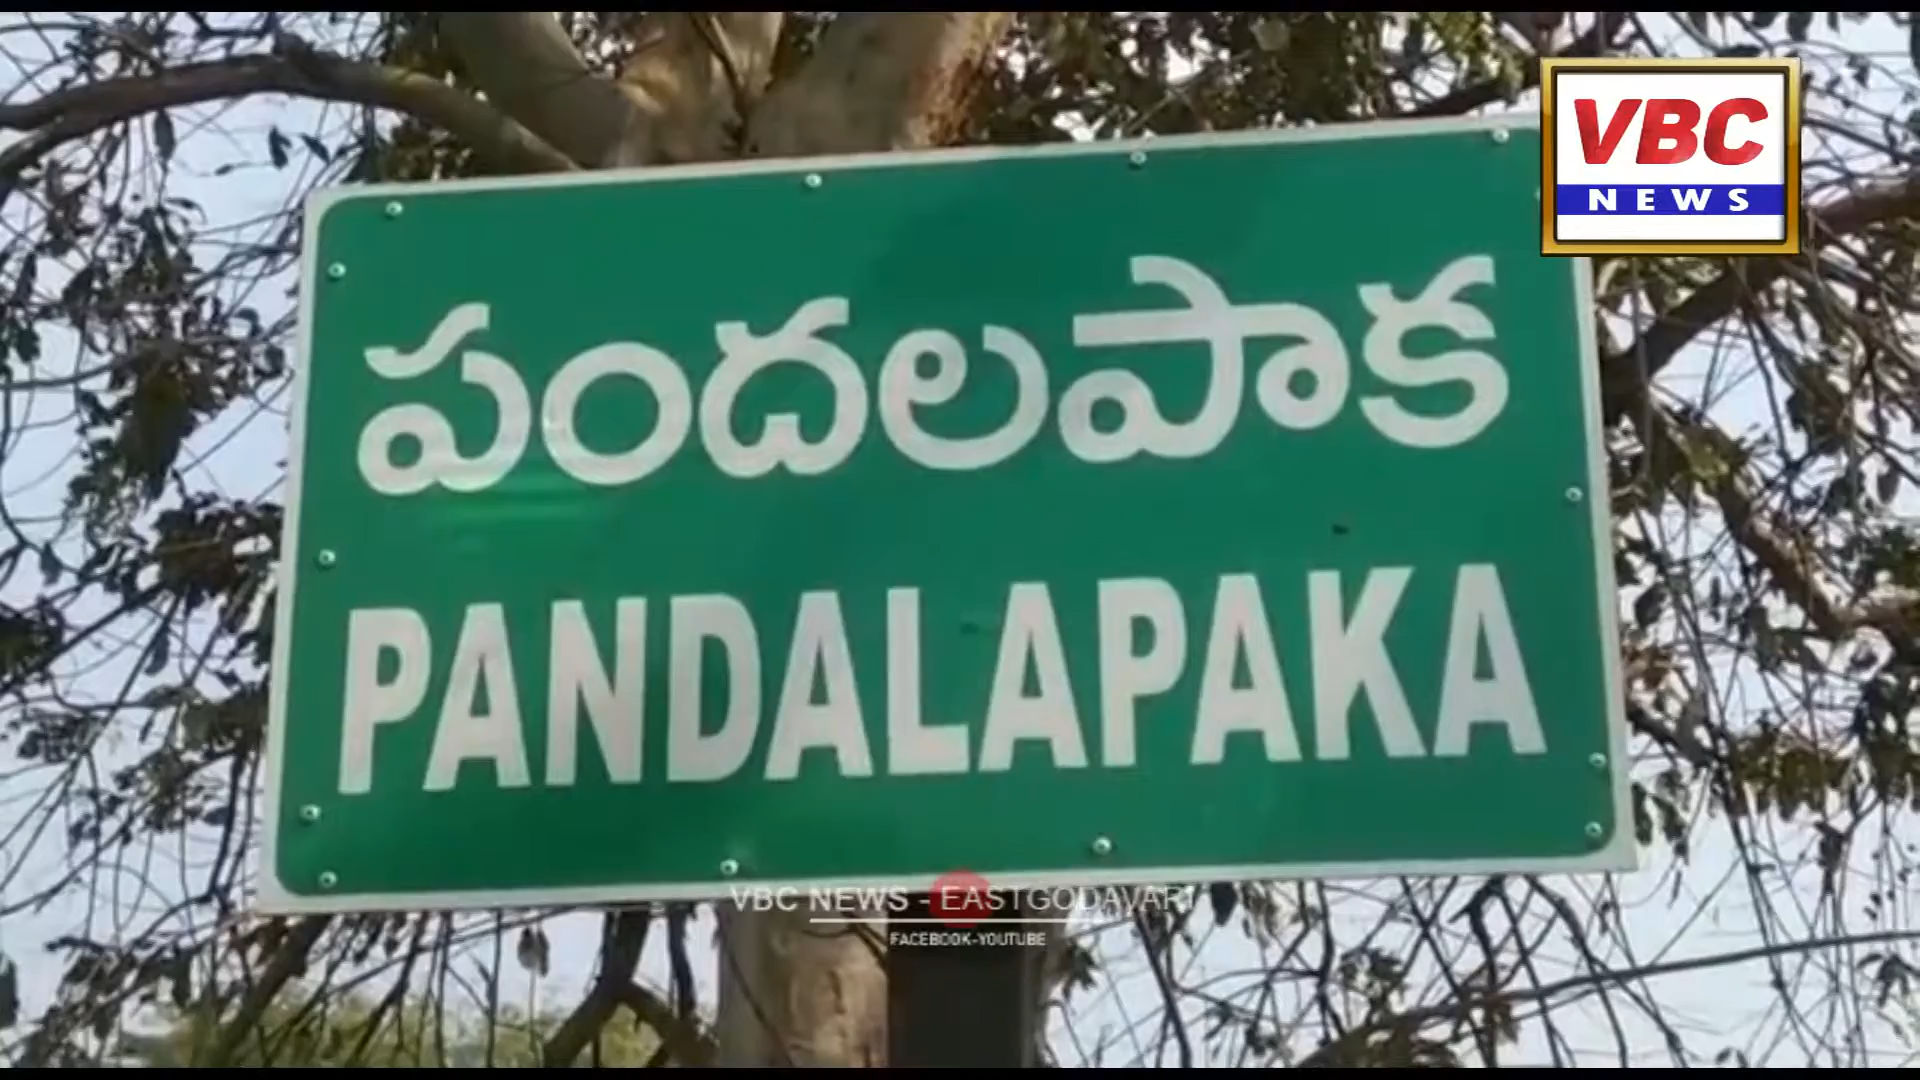 VBC
NEWS
పందలపాక
PANDALAPAKA
VBC NEWS - EASTGODAVARI
FACEBOOK-YOUTUBE